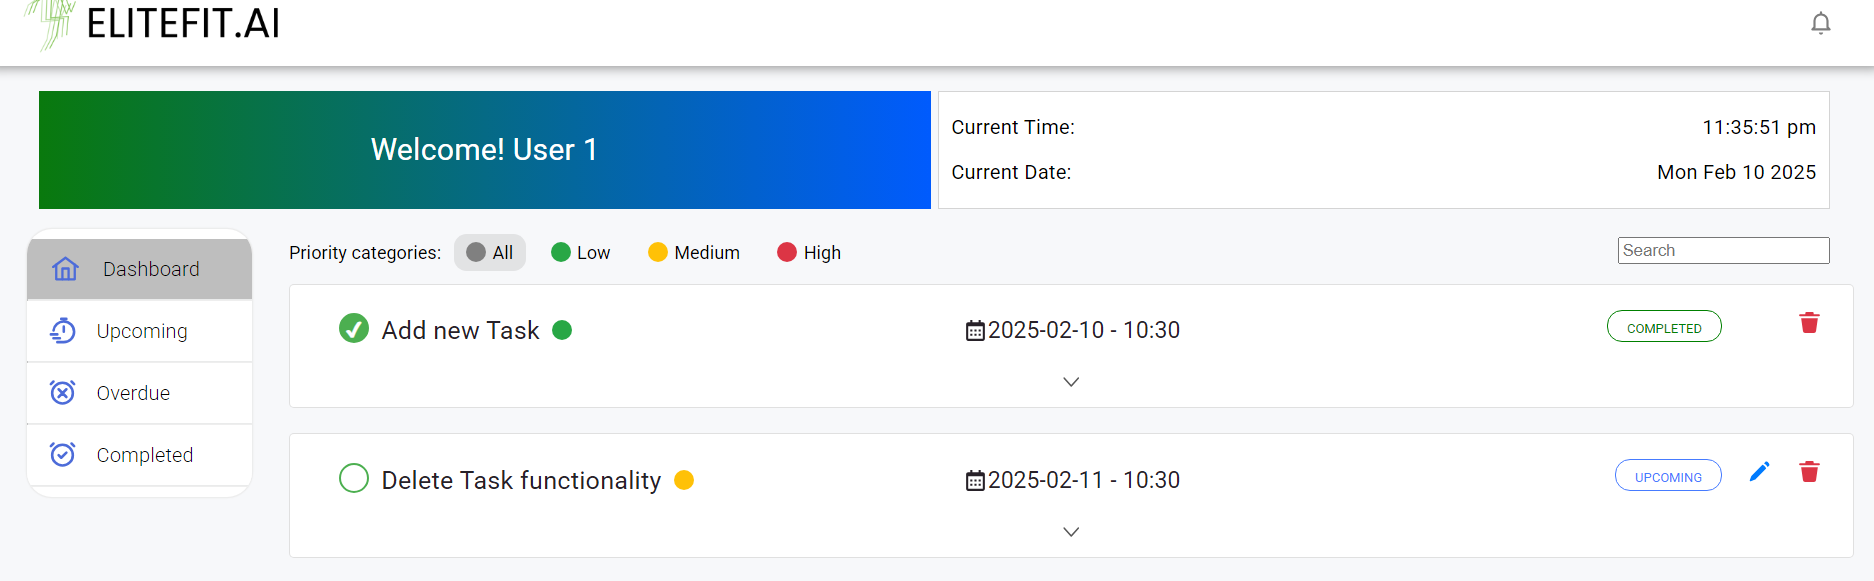 ELITEFIT.AI
Welcome! User 1
Current Time: 11:35:51 pm
Current Date: Mon Feb 10 2025
Dashboard
Upcoming
Overdue
Completed
Priority categories: All Low Medium High
Search
Add new Task 2025-02-10 - 10:30 COMPLETED
Delete Task functionality 2025-02-11 - 10:30 UPCOMING